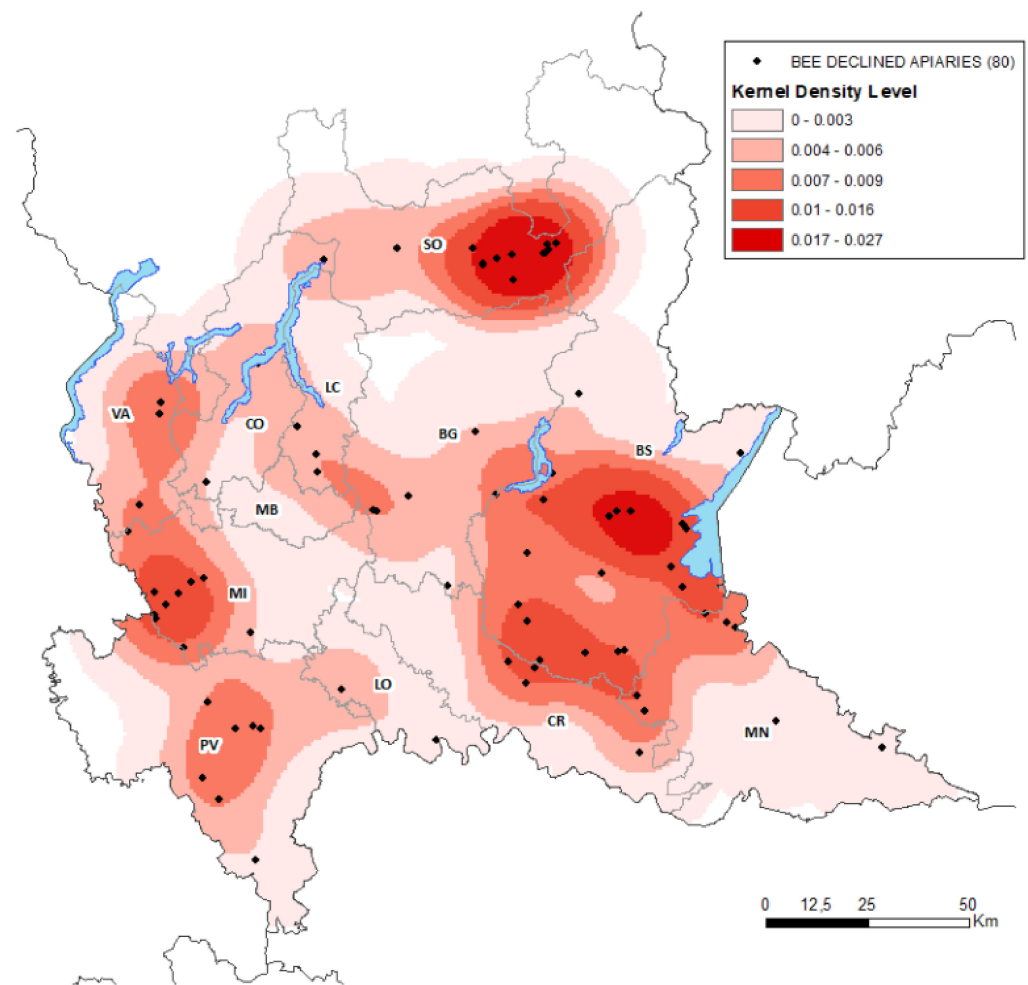 BEE DECLINED APIARIES (80)
Kernel Density Level
0 - 0.003
0.004 - 0.006
0.007 - 0.009
0.01 - 0.016
0.017 - 0.027
SO
LC
VA
CO
BG
BS
MB
MI
LO
CR
MN
PV
0 12,5 25 50
Km